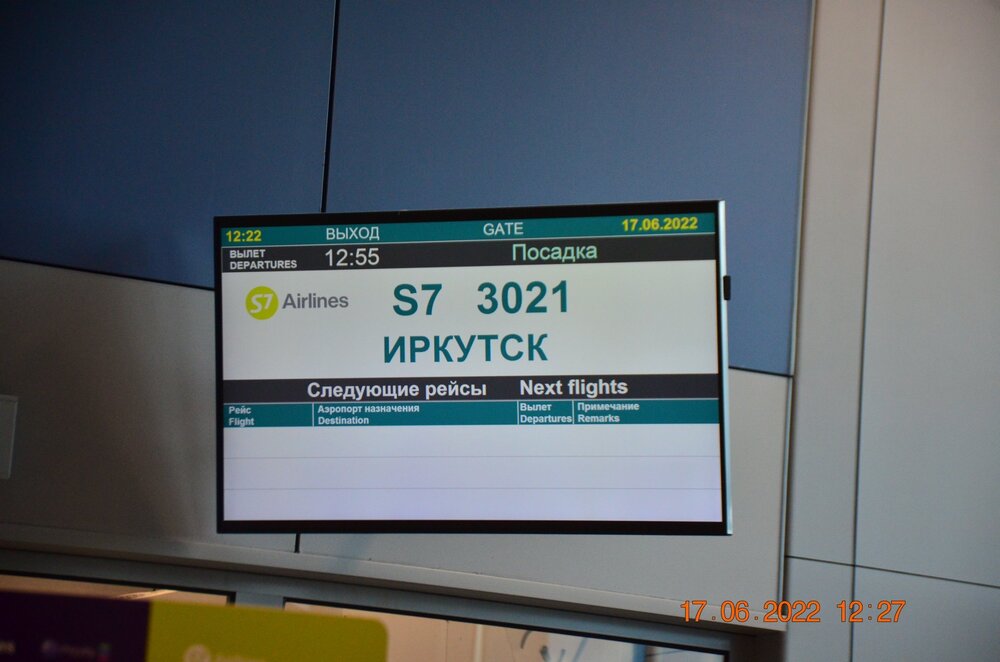 12:22 ВЫХОД GATE 17.06.2022
ВЫЛЕТ
DEPARTURES 12:55 Посадка
S7 Airlines S7 3021
ИРКУТСК
Следующие рейсы Next flights
Рейс Аэропорт назначения Вылет Примечание
Flight Destination Departures Remarks
17.06.2022 12:27